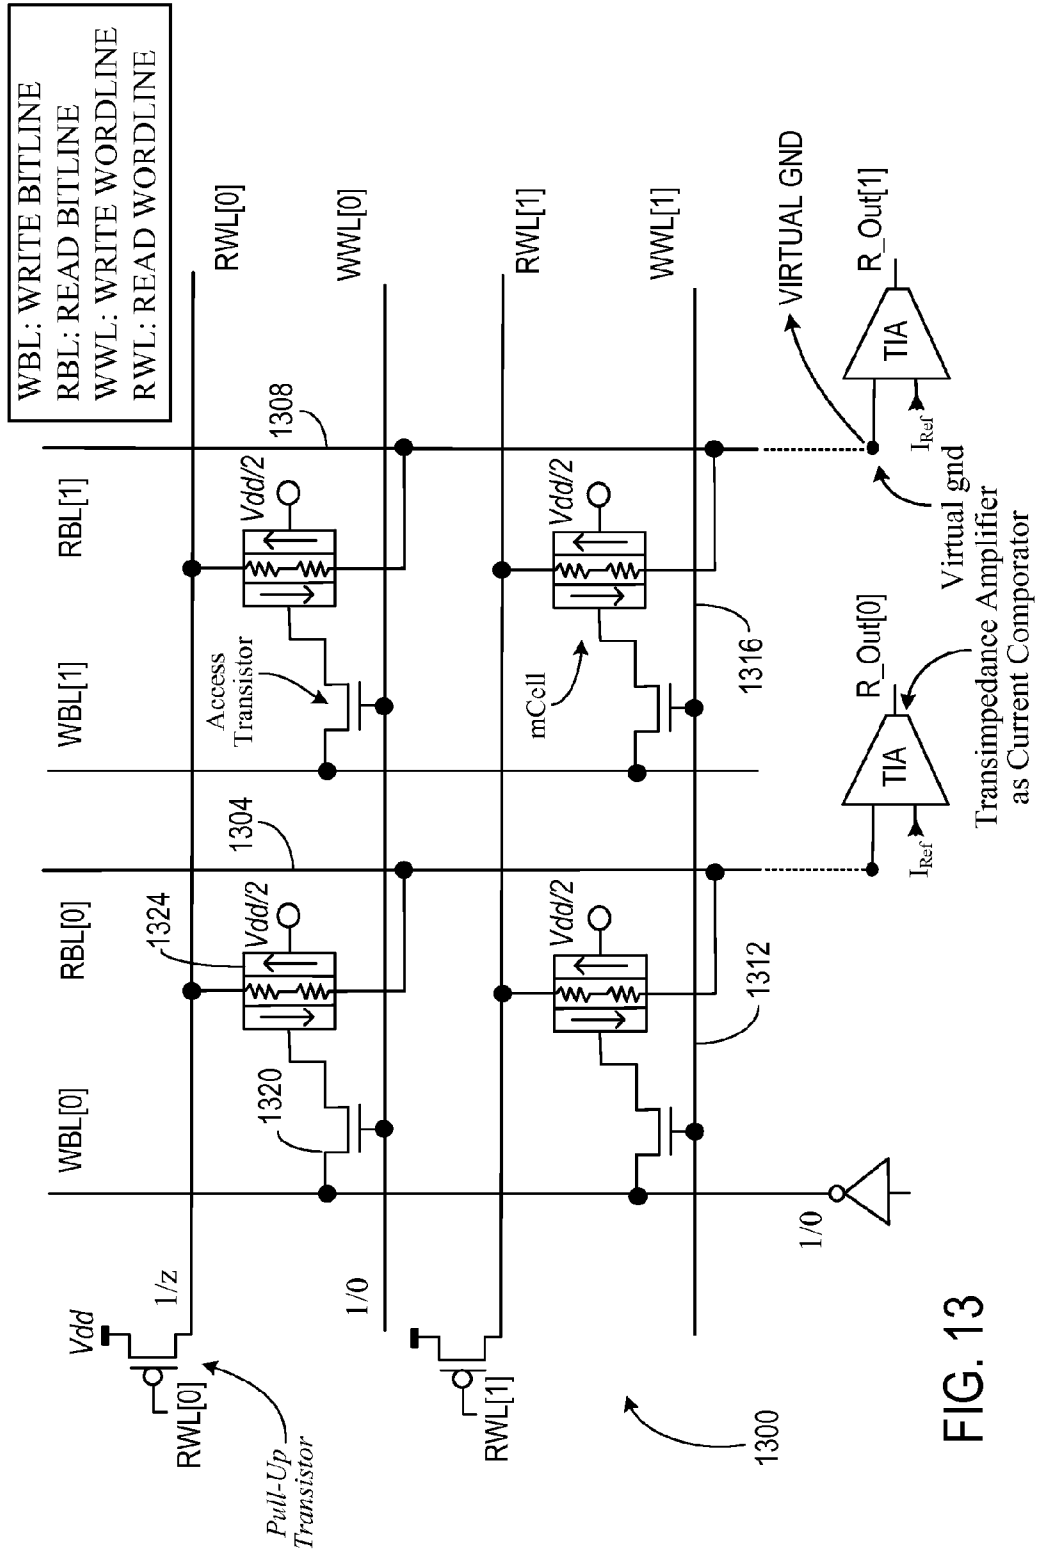 WBL: WRITE BITLINE
RBL: READ BITLINE
WWL: WRITE WORDLINE
RWL: READ WORDLINE
WBL[0]
RBL[0]
WBL[1]
RBL[1]
Vdd
1/z
RWL[0]
Pull-Up
Transistor
1320
1324
Vdd/2
1304
Access
Transistor
Vdd/2
1308
RWL[0]
1/0
WWL[0]
RWL[1]
Vdd/2
mCell
Vdd/2
RWL[1]
1312
1316
WWL[1]
1300
1/0
VIRTUAL GND
IRef
TIA
R_Out[0]
IRef
TIA
R_Out[1]
Virtual gnd
Transimpedance Amplifier
as Current Comporator
FIG. 13